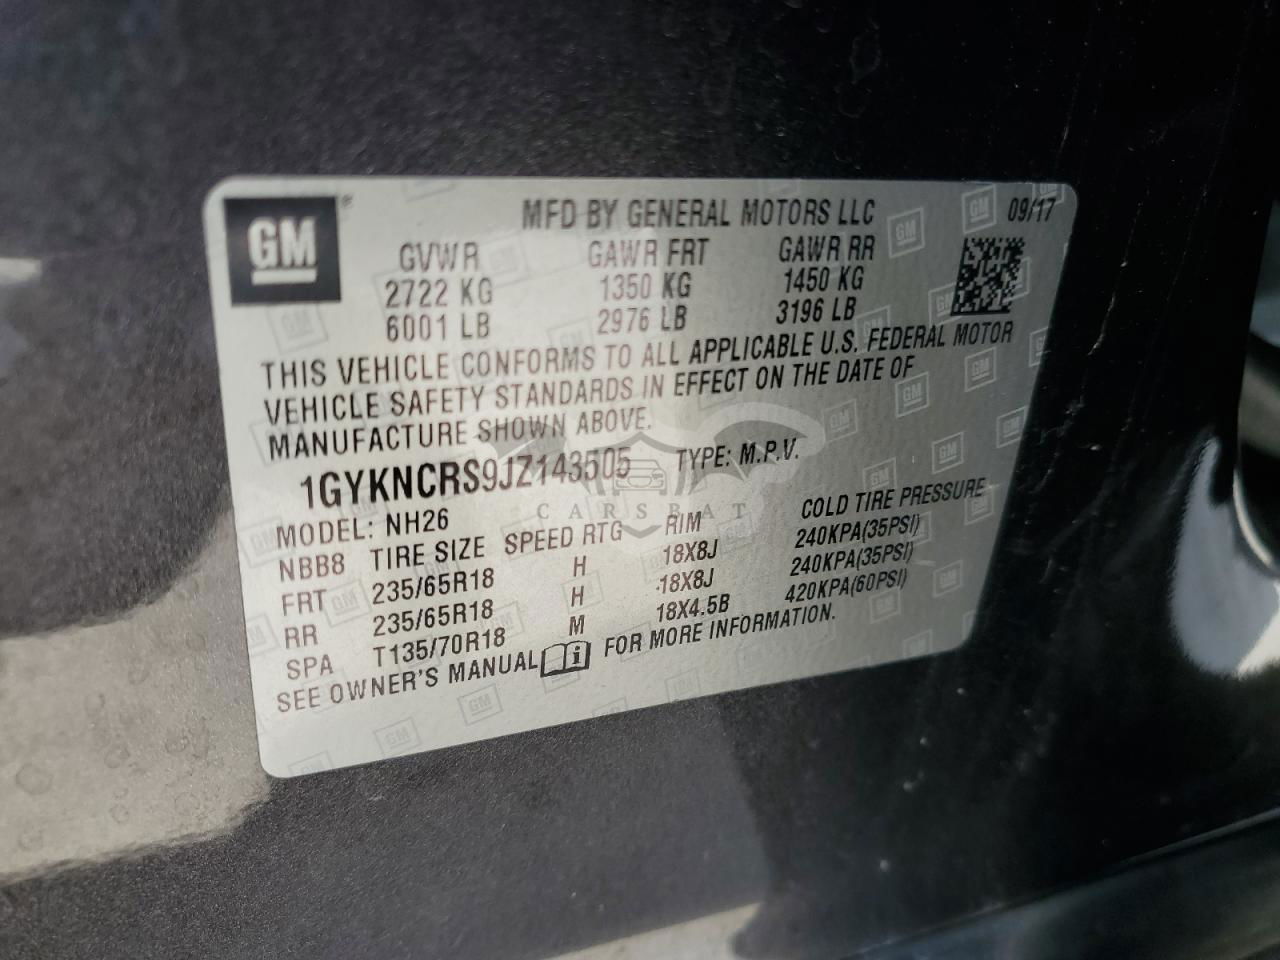 GM
MFD BY GENERAL MOTORS LLC 09/17
GVWR GAWR FRT GAWR RR
2722 KG 1350 KG 1450 KG
6001 LB 2976 LB 3196 LB
THIS VEHICLE CONFORMS TO ALL APPLICABLE U.S. FEDERAL MOTOR
VEHICLE SAFETY STANDARDS IN EFFECT ON THE DATE OF
MANUFACTURE SHOWN ABOVE.
1GYKNCRS9JZ143505 TYPE: M.P.V.
CARSBAT
MODEL: NH26
NBB8 TIRE SIZE SPEED RTG RIM COLD TIRE PRESSURE
FRT 235/65R18 H 18X8J 240KPA(35PSI)
RR 235/65R18 H 18X8J 240KPA(35PSI)
SPA T135/70R18 M 18X4.5B 420KPA(60PSI)
SEE OWNER'S MANUAL i FOR MORE INFORMATION.